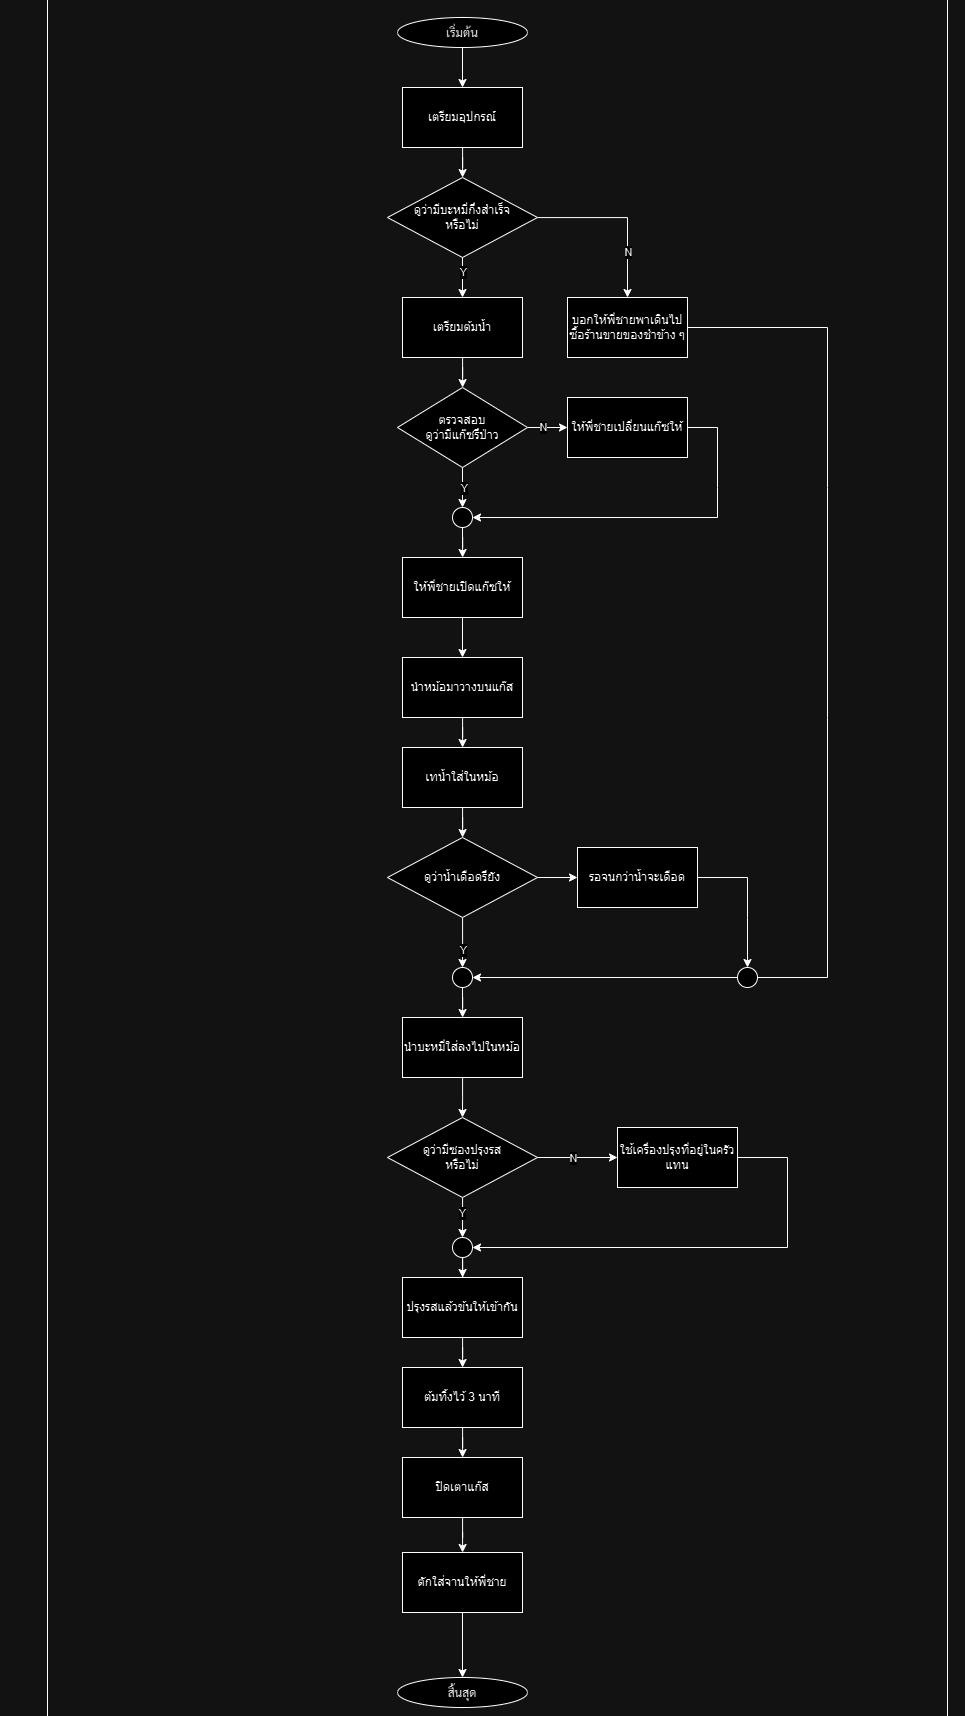 เริ่มต้น
เตรียมอุปกรณ์
ดูว่ามีบะหมี่กึ่งสำเร็จ
หรือไม่
N
Y
เตรียมต้มน้ำ
บอกให้พี่ชายพาเดินไป
ซื้อร้านขายของชำข้าง ๆ
ตรวจสอบ
ดูว่ามีแก๊ซรึป่าว
N
ให้พี่ชายเปลี่ยนแก๊ซให้
Y
ให้พี่ชายเปิดแก๊ซให้
นำหม้อมาวางบนแก๊ส
เทน้ำใส่ในหม้อ
ดูว่าน้ำเดือดรึยัง
รอจนกว่าน้ำจะเดือด
Y
นำบะหมี่ใส่ลงไปในหม้อ
ดูว่ามีซองปรุงรส
หรือไม่
N
ใช้เครื่องปรุงที่อยู่ในครัว
แทน
Y
ปรุงรสแล้วข้นให้เข้ากัน
ต้มทิ้งไว้ 3 นาที
ปิดเตาแก๊ส
ตักใส่จานให้พี่ชาย
สิ้นสุด